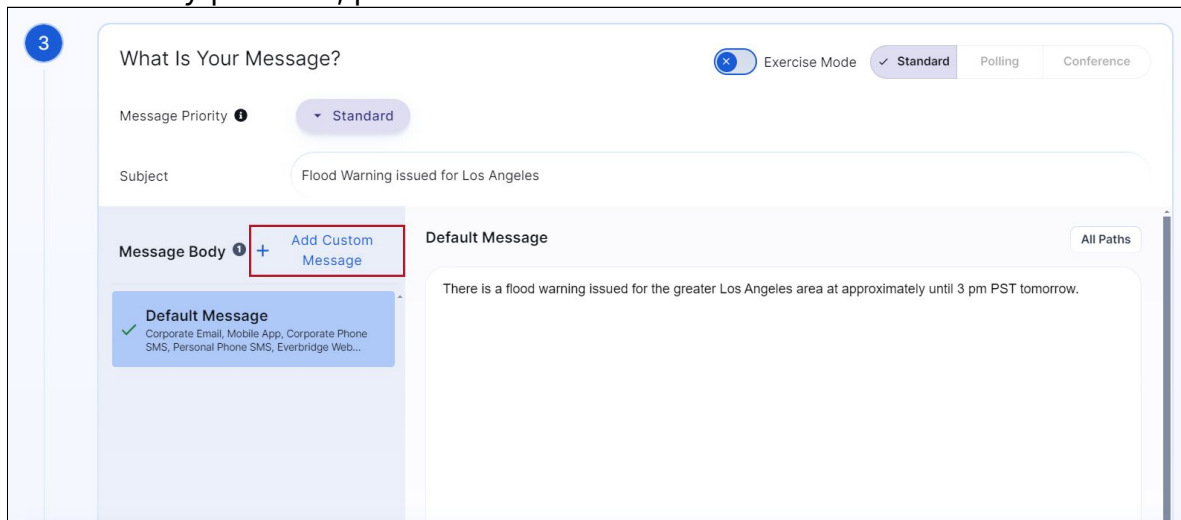 3
What Is Your Message?
Exercise Mode
Standard
Polling
Conference
Message Priority
Standard
Subject
Flood Warning issued for Los Angeles
Message Body 1
+ Add Custom
Message
Default Message
All Paths
Default Message
Corporate Email, Mobile App, Corporate Phone
SMS, Personal Phone SMS, Everbridge Web...
There is a flood warning issued for the greater Los Angeles area at approximately until 3 pm PST tomorrow.